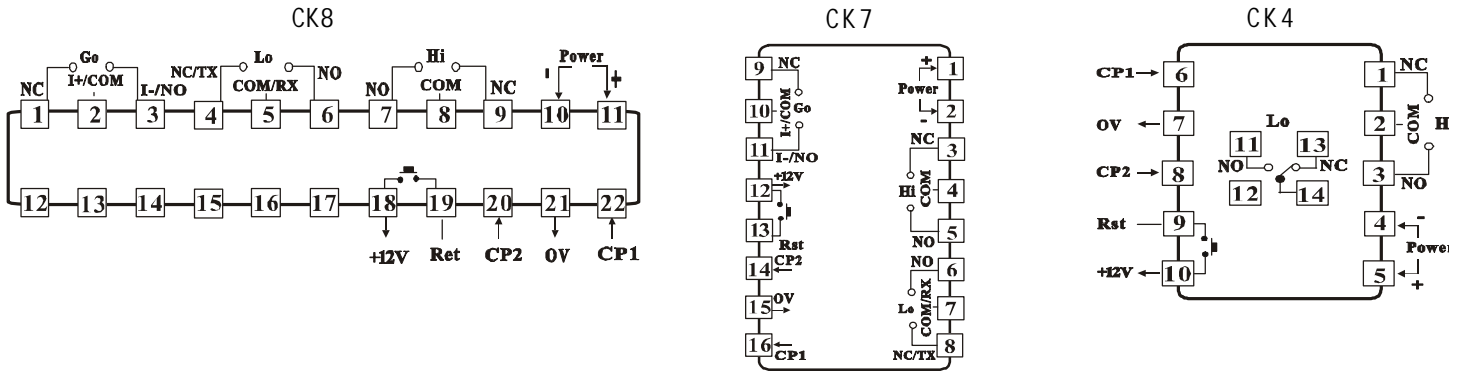 CK8
Go Lo Hi Power
NC I+/COM I-/NO NC/TX COM/RX NO NO COM NC - +
1 2 3 4 5 6 7 8 9 10 11
12 13 14 15 16 17 18 19 20 21 22
+12V Ret CP2 OV CP1
CK7
9 NC
10 I+/COM Go
11 I-/NO
12 +12V
13 Rst
14 CP2
15 OV
16 CP1
+ 1
Power
- 2
NC 3
Hi COM 4
NO 5
NO 6
Lo COM/RX 7
NC/TX 8
CK4
CP1 6
OV 7
CP2 8
Rst 9
+12V 10
Lo
11 13
NO NC
12 14
1 NC
2 COM H
3 NO
4 -
Power
5 +